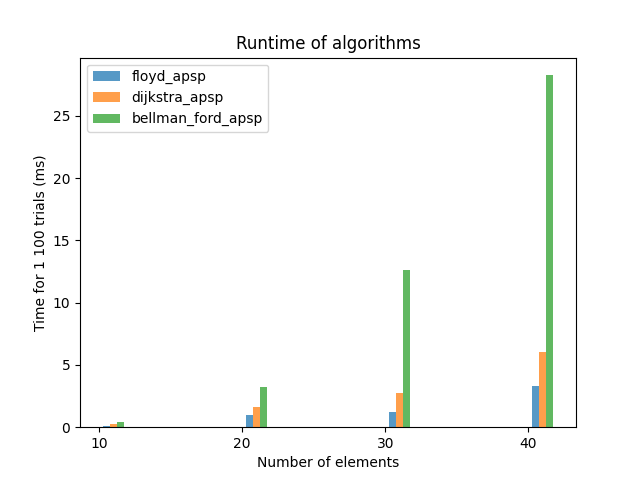 Runtime of algorithms
floyd_apsp
dijkstra_apsp
bellman_ford_apsp
Time for 1 100 trials (ms)
25
20
15
10
5
0
10 20 30 40
Number of elements